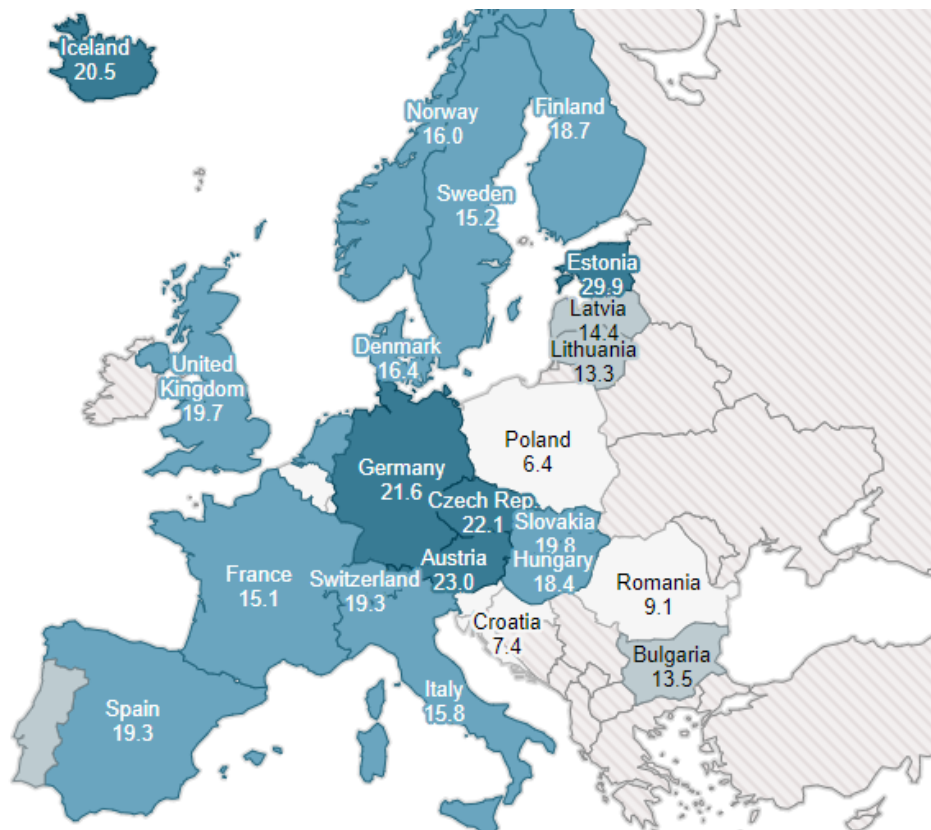 Iceland
20.5
Norway
16.0
Finland
18.7
Sweden
15.2
Estonia
29.9
Latvia
14.4
Lithuania
13.3
Denmark
16.4
United
Kingdom
19.7
Poland
6.4
Germany
21.6
Czech Rep.
22.1
Slovakia
19.8
Austria
23.0
Hungary
18.4
France
15.1
Switzerland
19.3
Romania
9.1
Croatia
7.4
Bulgaria
13.5
Italy
15.8
Spain
19.3